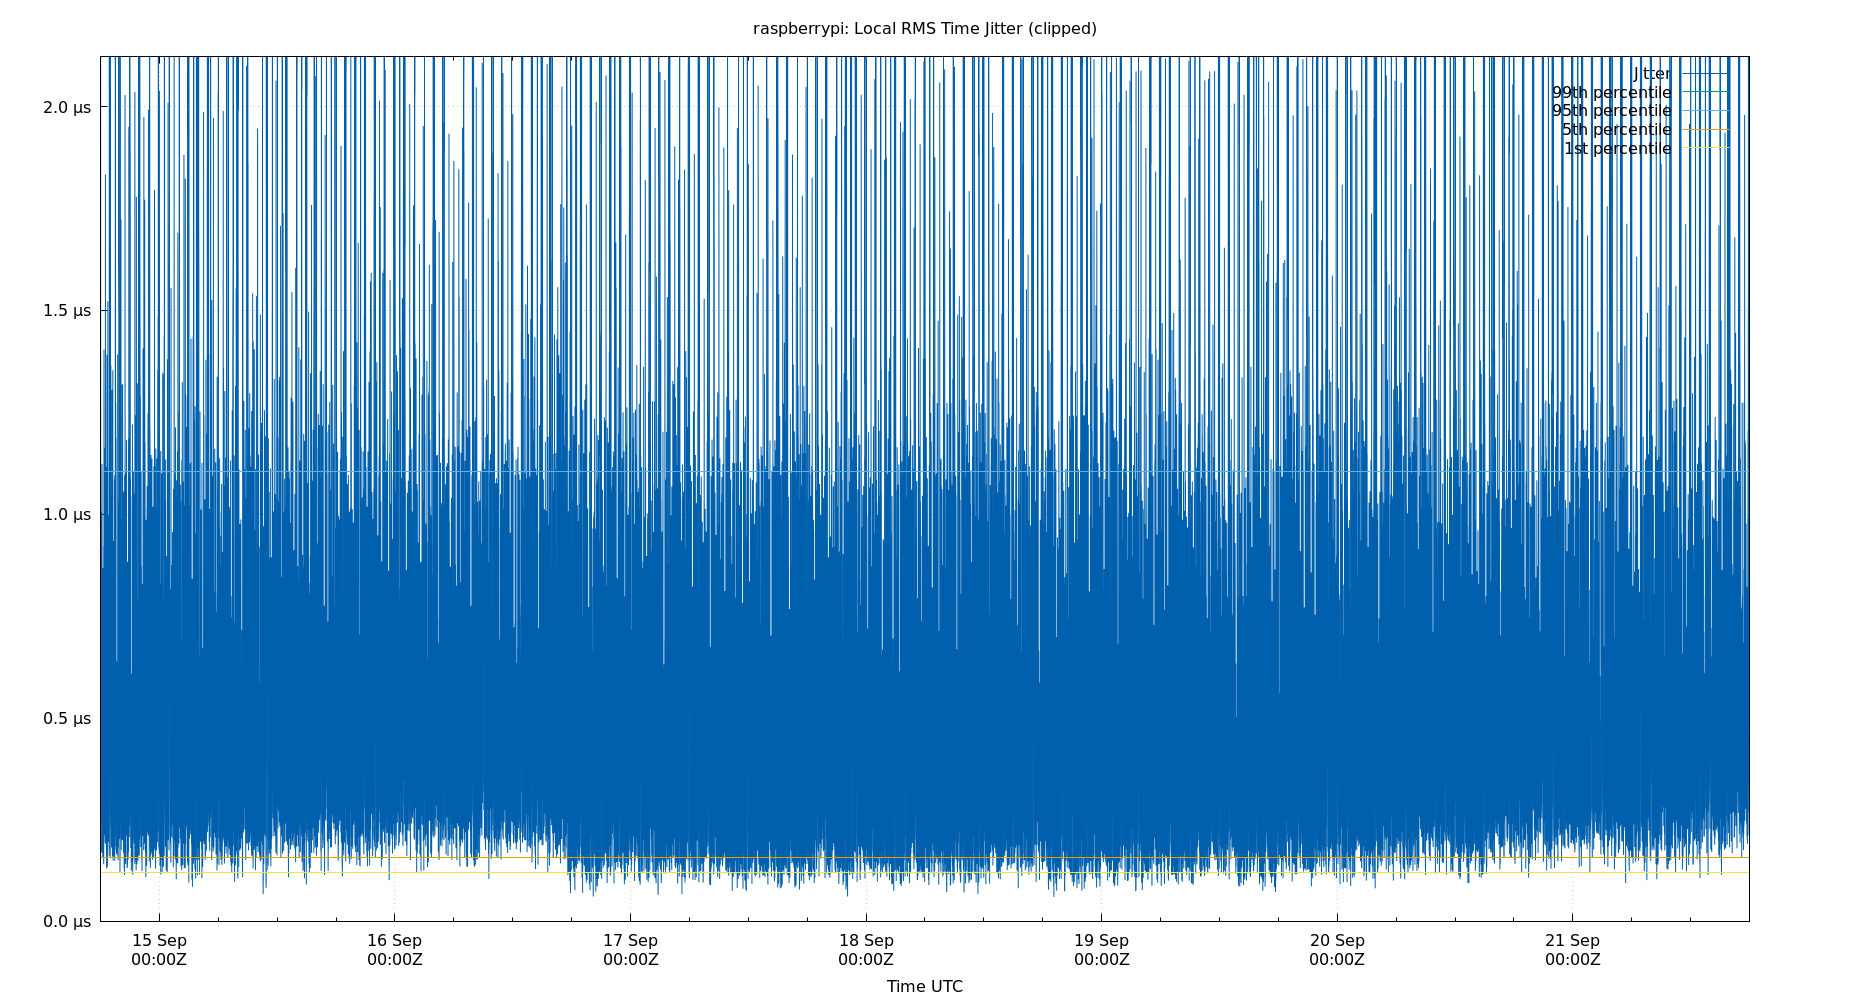 raspberrypi: Local RMS Time Jitter (clipped)
Jitter
99th percentile
95th percentile
5th percentile
1st percentile
2.0 µs
1.5 µs
1.0 µs
0.5 µs
0.0 µs
15 Sep 16 Sep 17 Sep 18 Sep 19 Sep 20 Sep 21 Sep
00:00Z 00:00Z 00:00Z 00:00Z 00:00Z 00:00Z 00:00Z
Time UTC